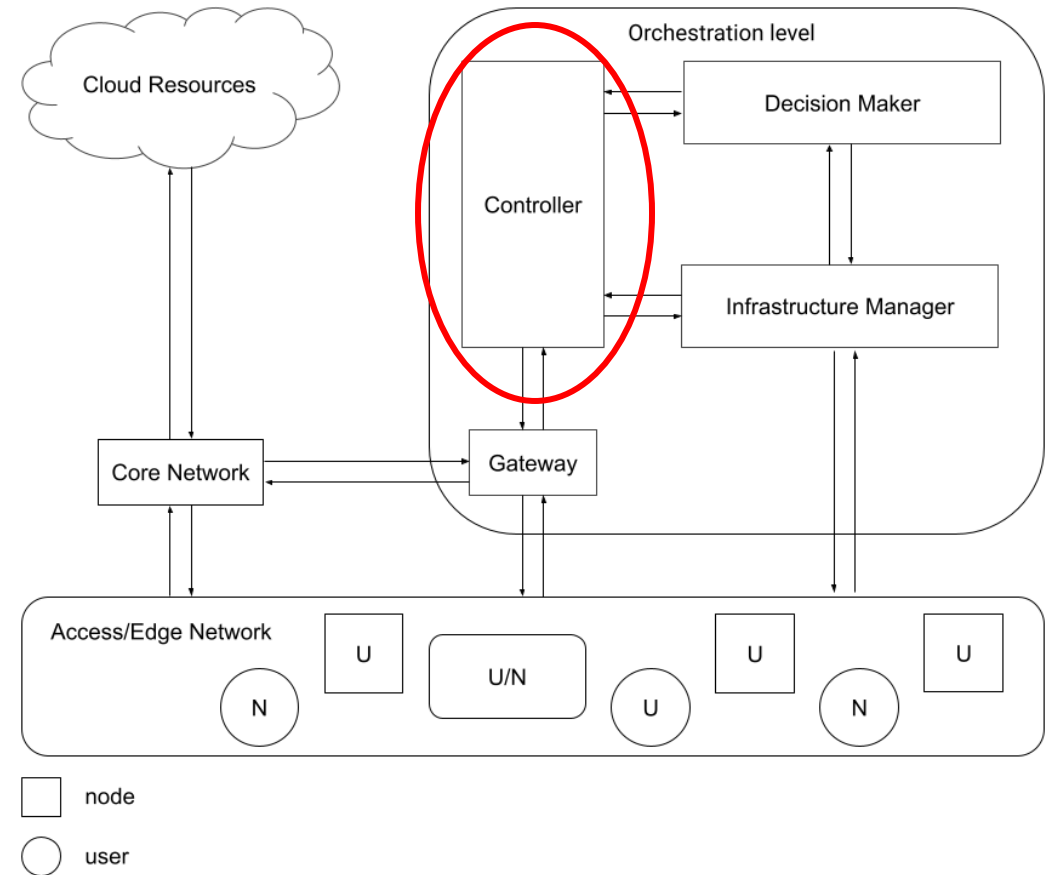 Orchestration level
Cloud Resources
Decision Maker
Controller
Infrastructure Manager
Core Network
Gateway
Access/Edge Network
U
U/N
U
U
N
U
N
node
user